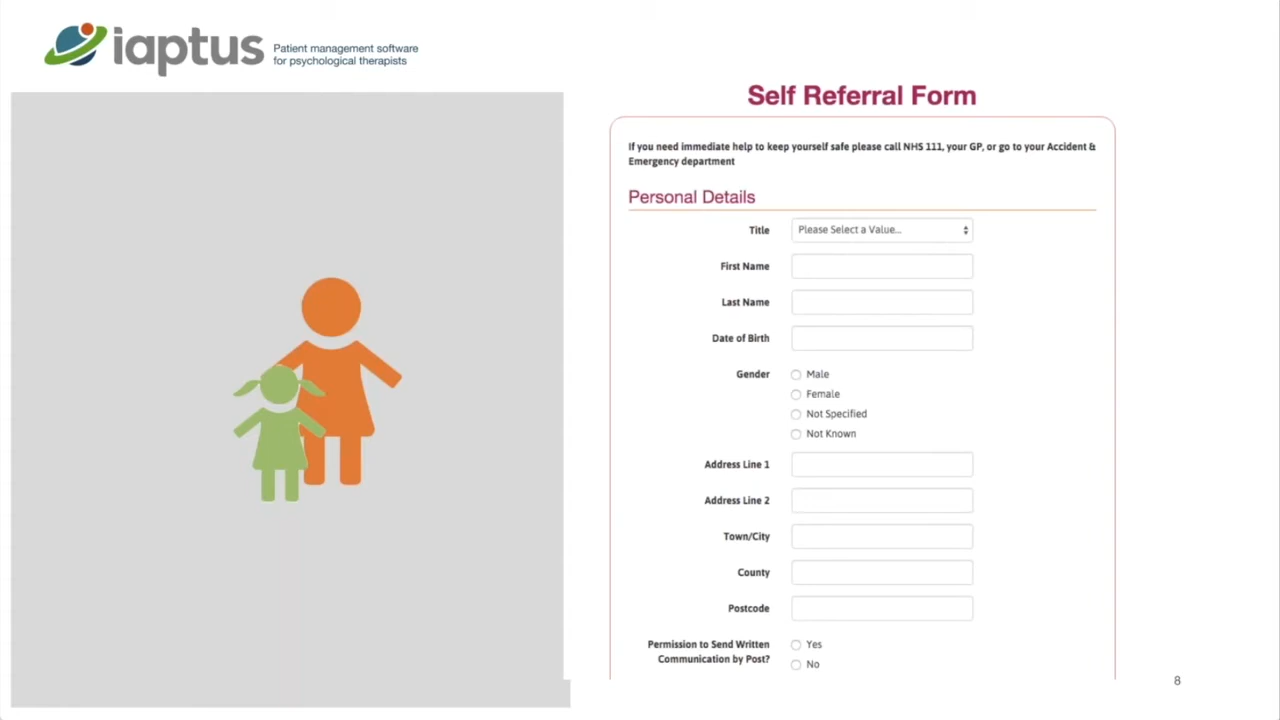 iaptus
Patient management software
for psychological therapists
Self Referral Form
If you need immediate help to keep yourself safe please call NHS 111, your GP, or go to your Accident &
Emergency department
Personal Details
Title
Please Select a Value...
First Name
Last Name
Date of Birth
Gender
Male
Female
Not Specified
Not Known
Address Line 1
Address Line 2
Town/City
County
Postcode
Permission to Send Written
Communication by Post?
Yes
No
8